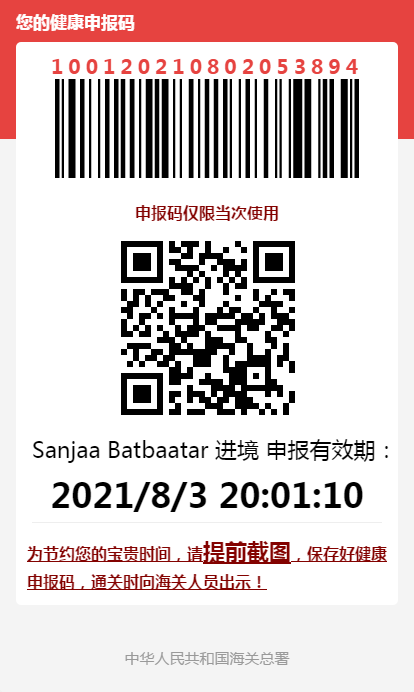 您的健康申报码
100120210802053894
申报码仅限当次使用
Sanjaa Batbaatar 进境 申报有效期：
2021/8/3 20:01:10
为节约您的宝贵时间，请提前截图，保存好健康
申报码，通关时向海关人员出示！
中华人民共和国海关总署